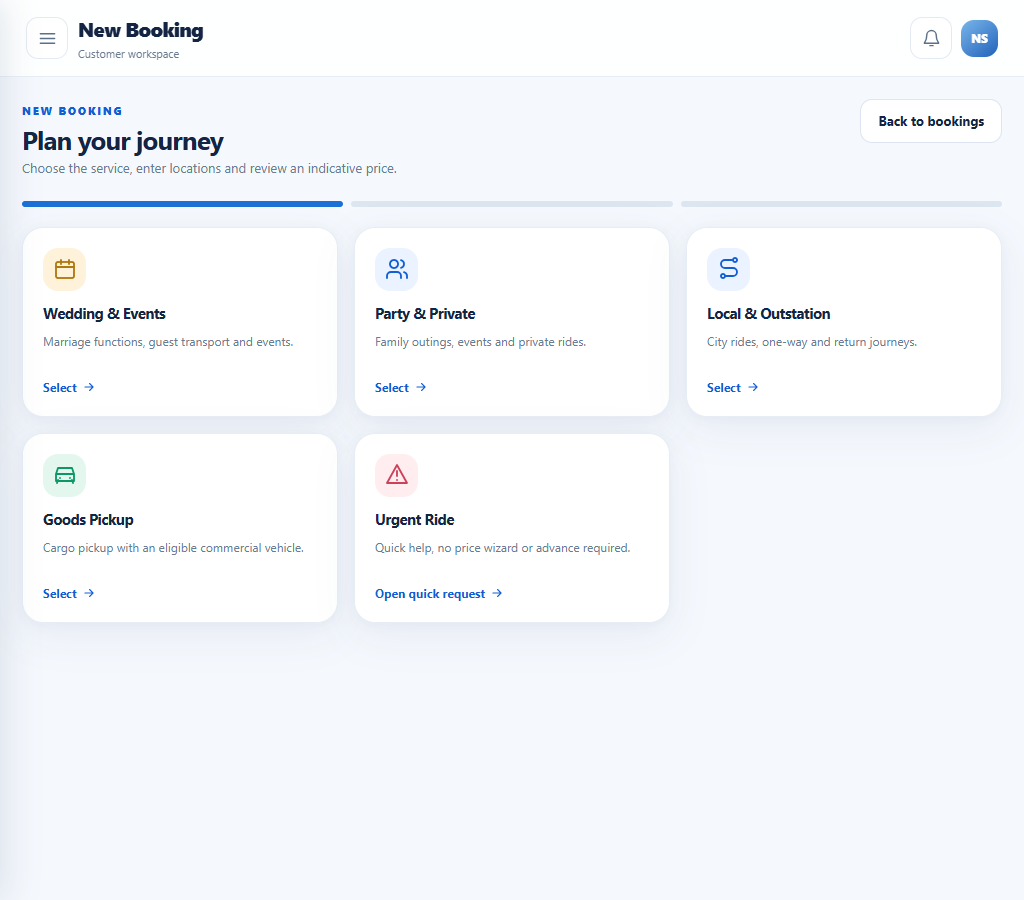 New Booking
Customer workspace
NS
NEW BOOKING
Plan your journey
Choose the service, enter locations and review an indicative price.
Back to bookings
Wedding & Events
Marriage functions, guest transport and events.
Select →
Party & Private
Family outings, events and private rides.
Select →
Local & Outstation
City rides, one-way and return journeys.
Select →
Goods Pickup
Cargo pickup with an eligible commercial vehicle.
Select →
Urgent Ride
Quick help, no price wizard or advance required.
Open quick request →